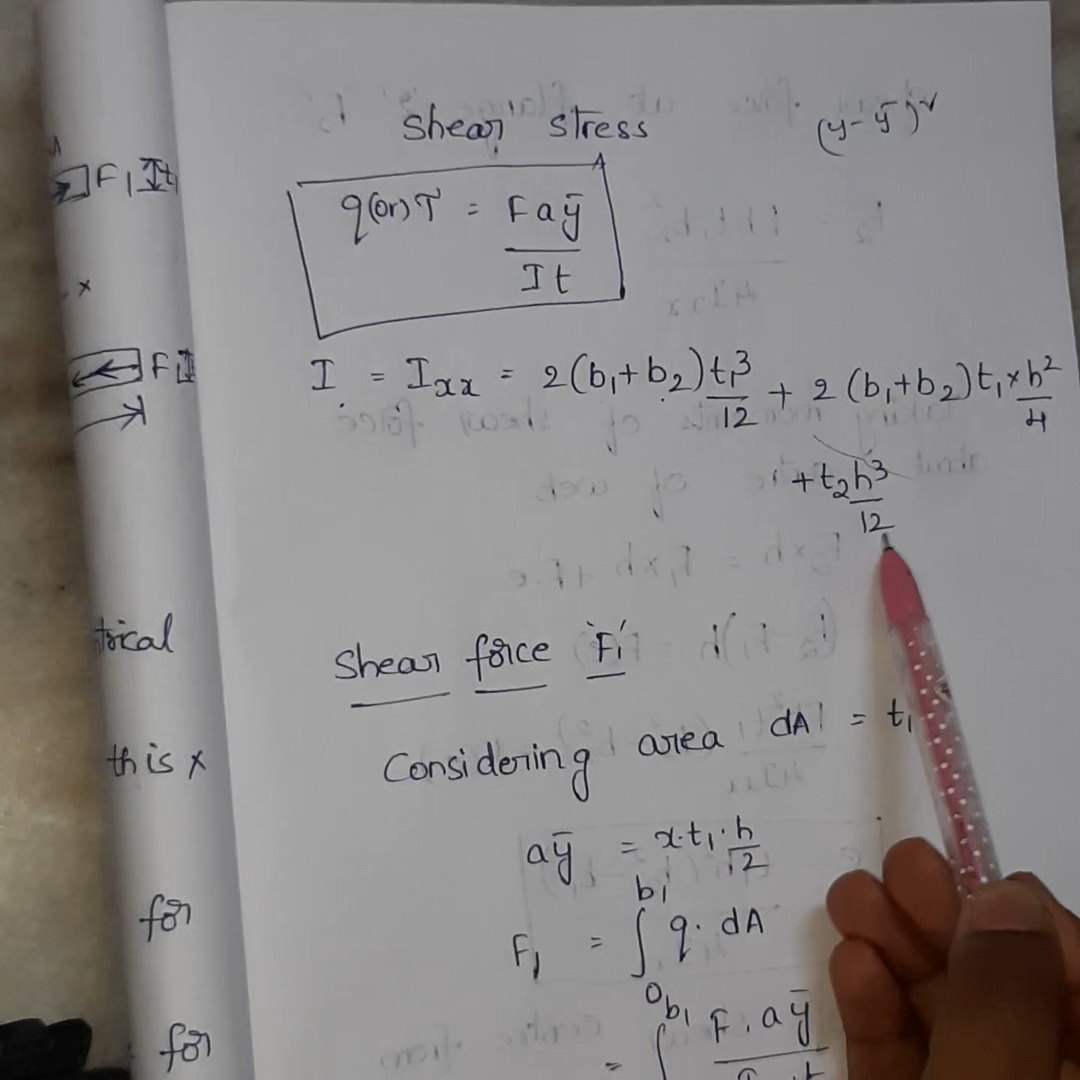 Shear stress
(y-ȳ)²
q(or)τ = Faȳ/It
I = Ixx = 2(b₁+b₂)t₁³/12 + 2(b₁+b₂)t₁×h²/4
+t₂h³/12
Shear force 'F₁'
Considering area dA = t₁
aȳ = x·t₁·h/2
F₁ = ∫₀^b₁ q·dA
= ∫^b₁ F·aȳ
F₁
t₁
x
F₁
trical
this x
for
for